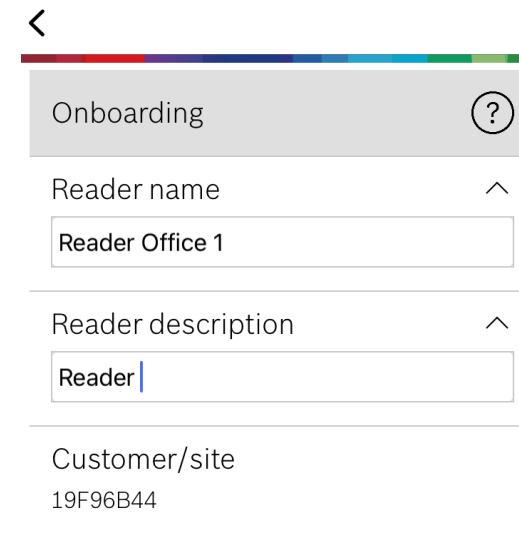 Onboarding
?
Reader name
Reader Office 1
Reader description
Reader
Customer/site
19F96B44